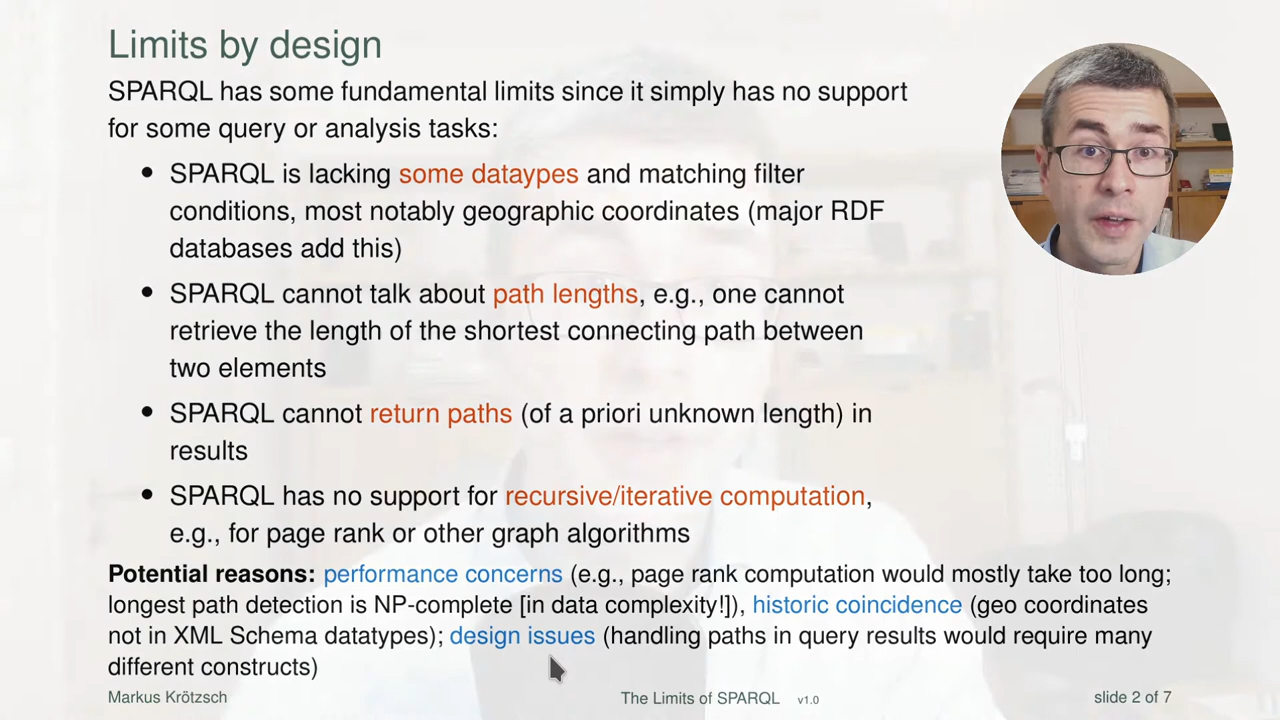 Limits by design
SPARQL has some fundamental limits since it simply has no support
for some query or analysis tasks:
• SPARQL is lacking some dataypes and matching filter
conditions, most notably geographic coordinates (major RDF
databases add this)
• SPARQL cannot talk about path lengths, e.g., one cannot
retrieve the length of the shortest connecting path between
two elements
• SPARQL cannot return paths (of a priori unknown length) in
results
• SPARQL has no support for recursive/iterative computation,
e.g., for page rank or other graph algorithms
Potential reasons: performance concerns (e.g., page rank computation would mostly take too long;
longest path detection is NP-complete [in data complexity!]), historic coincidence (geo coordinates
not in XML Schema datatypes); design issues (handling paths in query results would require many
different constructs)
Markus Krötzsch The Limits of SPARQL v1.0 slide 2 of 7